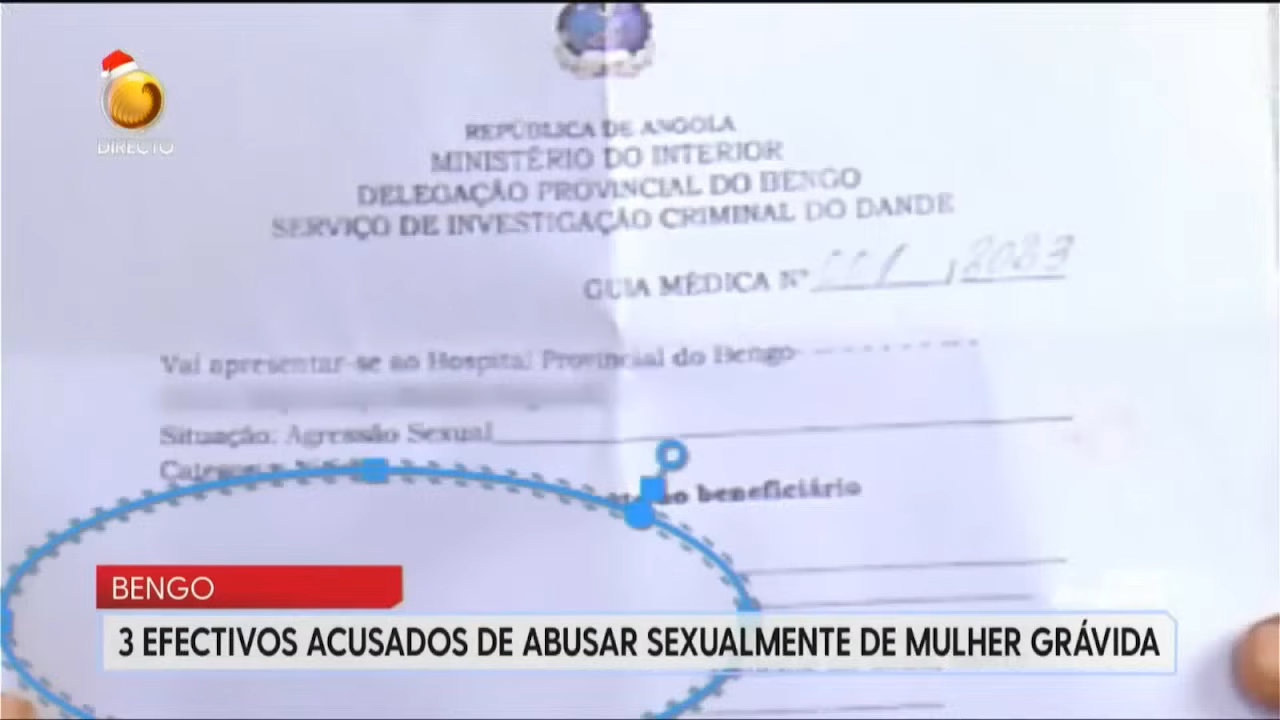 DIRECTO
REPÚBLICA DE ANGOLA
MINISTÉRIO DO INTERIOR
DELEGAÇÃO PROVINCIAL DO BENGO
SERVIÇO DE INVESTIGAÇÃO CRIMINAL DO DANDE
GUIA MÉDICA Nº , 2023
Vai apresentar-se ao Hospital Provincial do Bengo
Situação: Agressão Sexual
beneficiário
BENGO
3 EFECTIVOS ACUSADOS DE ABUSAR SEXUALMENTE DE MULHER GRÁVIDA